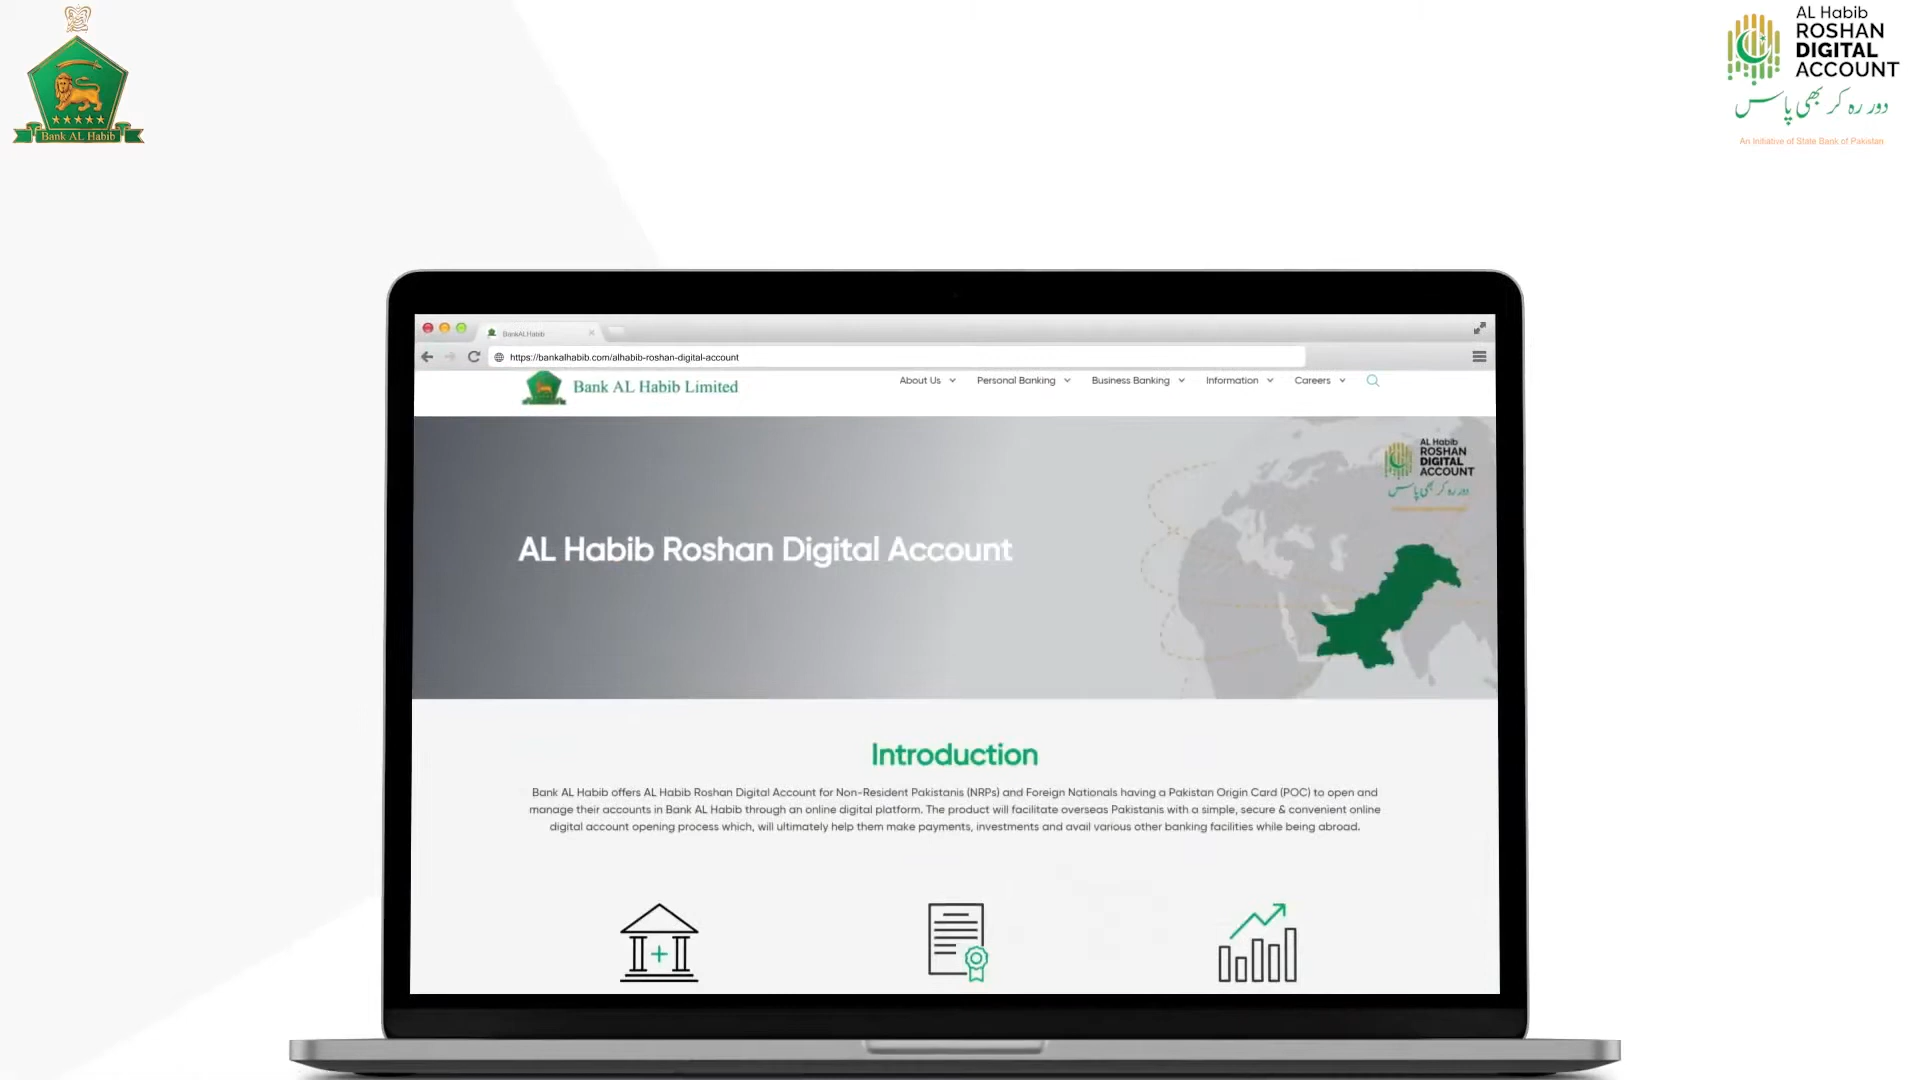 Bank AL Habib
AL Habib
ROSHAN
DIGITAL
ACCOUNT
دور رہ کر بھی پاس
An Initiative of State Bank of Pakistan
BankALHabib
https://bankalhabib.com/alhabib-roshan-digital-account
Bank AL Habib Limited
About Us
Personal Banking
Business Banking
Information
Careers
AL Habib
ROSHAN
DIGITAL
ACCOUNT
دور رہ کر بھی پاس
AL Habib Roshan Digital Account
Introduction
Bank AL Habib offers AL Habib Roshan Digital Account for Non-Resident Pakistanis (NRPs) and Foreign Nationals having a Pakistan Origin Card (POC) to open and
manage their accounts in Bank AL Habib through an online digital platform. The product will facilitate overseas Pakistanis with a simple, secure & convenient online
digital account opening process which, will ultimately help them make payments, investments and avail various other banking facilities while being abroad.